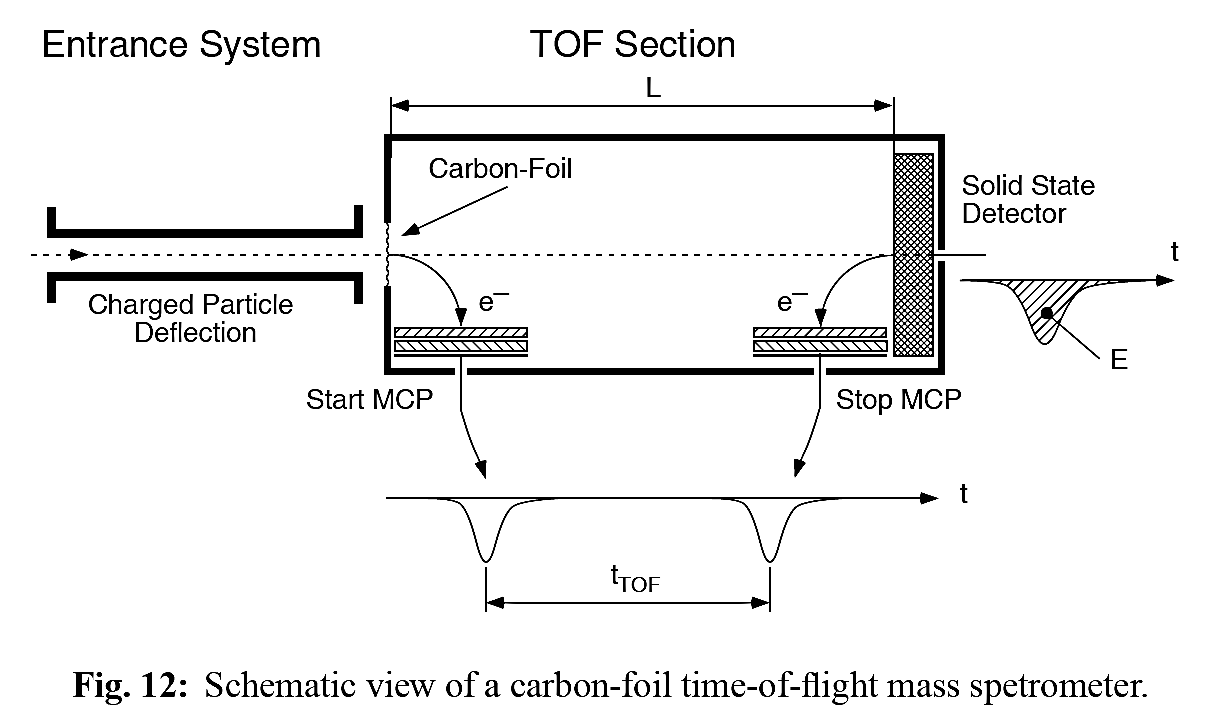 Entrance System
TOF Section
L
Carbon-Foil
Solid State
Detector
t
Charged Particle
Deflection
e–
e–
E
Start MCP
Stop MCP
t
tTOF
Fig. 12: Schematic view of a carbon-foil time-of-flight mass spetrometer.